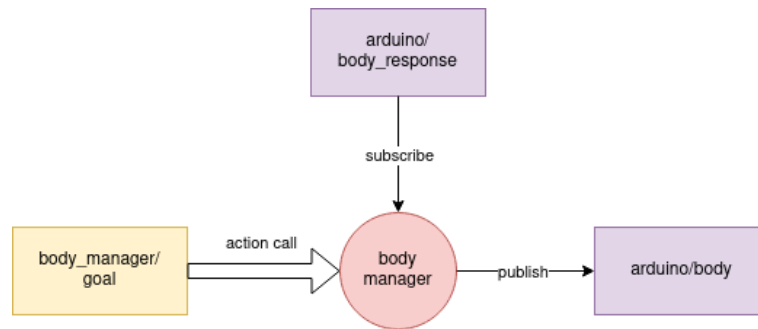 arduino/
body_response
subscribe
body_manager/
goal
action call
body
manager
publish
arduino/body